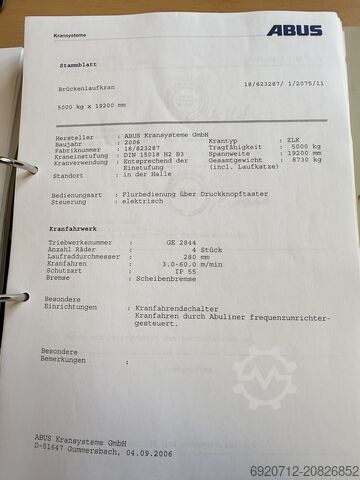 Kransysteme
ABUS
Stammblatt
Brückenlaufkran 18/823287/ 1/2075/11
5000 kg x 19200 mm
Hersteller : ABUS Kransysteme GmbH
Baujahr : 2006 Krantyp : ZLK
Fabriknummer : 18/823287 Tragfähigkeit : 5000 kg
Kraneinstufung : DIN 15018 H2 B3 Spannweite : 19200 mm
Kranverwendung : Entsprechend der Gesamtgewicht : 8730 kg
Einstufung (incl. Laufkatze)
Standort : in der Halle
Bedienungsart : Flurbedienung über Druckknopftaster
Steuerung : elektrisch
Kranfahrwerk
Triebwerksnummer : GE 2844
Anzahl Räder : 4 Stück
Laufraddurchmesser : 280 mm
Kranfahren : 3.0-60.0 m/min
Schutzart : IP 55
Bremse : Scheibenbremse
Besondere
Einrichtungen : Kranfahrendschalter
Kranfahren durch Abuliner frequenzumrichter-
gesteuert.
Besondere
Bemerkungen :
ABUS Kransysteme GmbH
D-51647 Gummersbach, 04.09.2006
6920712-20826852